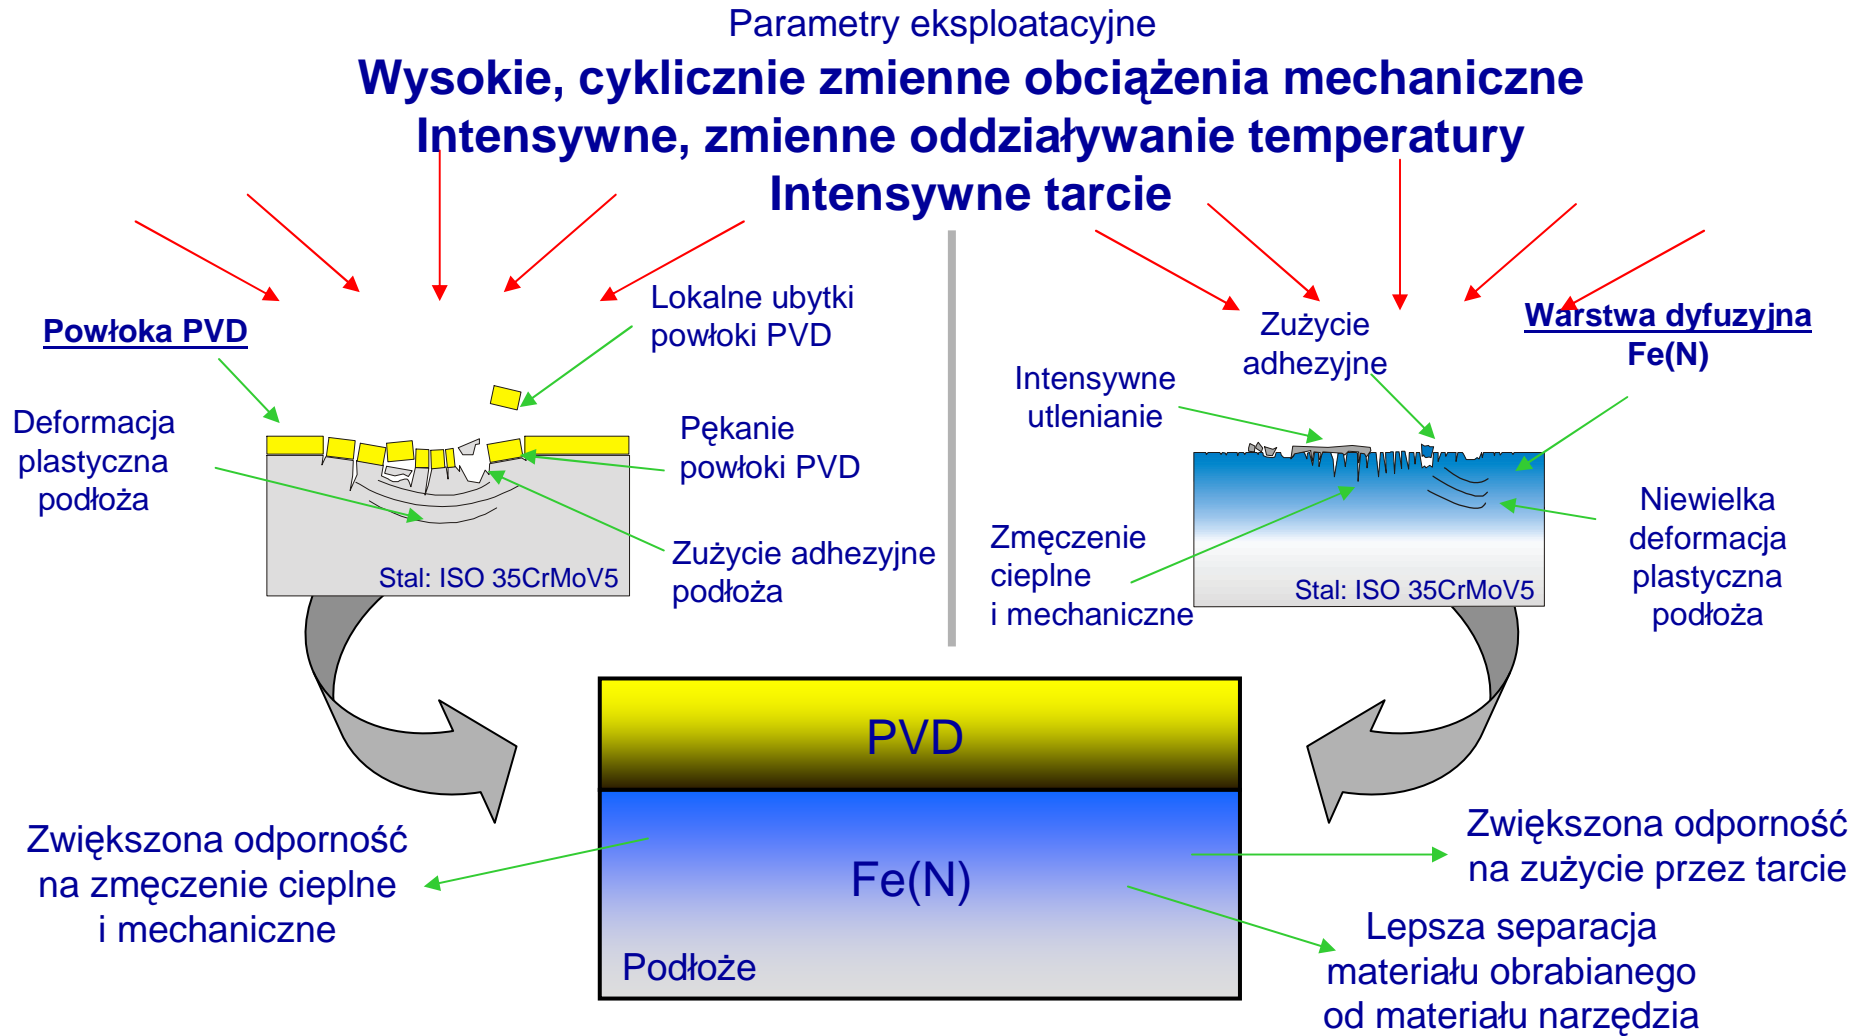 Parametry eksploatacyjne
Wysokie, cyklicznie zmienne obciążenia mechaniczne
Intensywne, zmienne oddziaływanie temperatury
Intensywne tarcie
Powłoka PVD
Lokalne ubytki
powłoki PVD
Deformacja
plastyczna
podłoża
Pękanie
powłoki PVD
Zużycie adhezyjne
podłoża
Stal: ISO 35CrMoV5
Zużycie
adhezyjne
Warstwa dyfuzyjna
Fe(N)
Intensywne
utlenianie
Zmęczenie
cieplne
i mechaniczne
Niewielka
deformacja
plastyczna
podłoża
Stal: ISO 35CrMoV5
PVD
Fe(N)
Podłoże
Zwiększona odporność
na zmęczenie cieplne
i mechaniczne
Zwiększona odporność
na zużycie przez tarcie
Lepsza separacja
materiału obrabianego
od materiału narzędzia